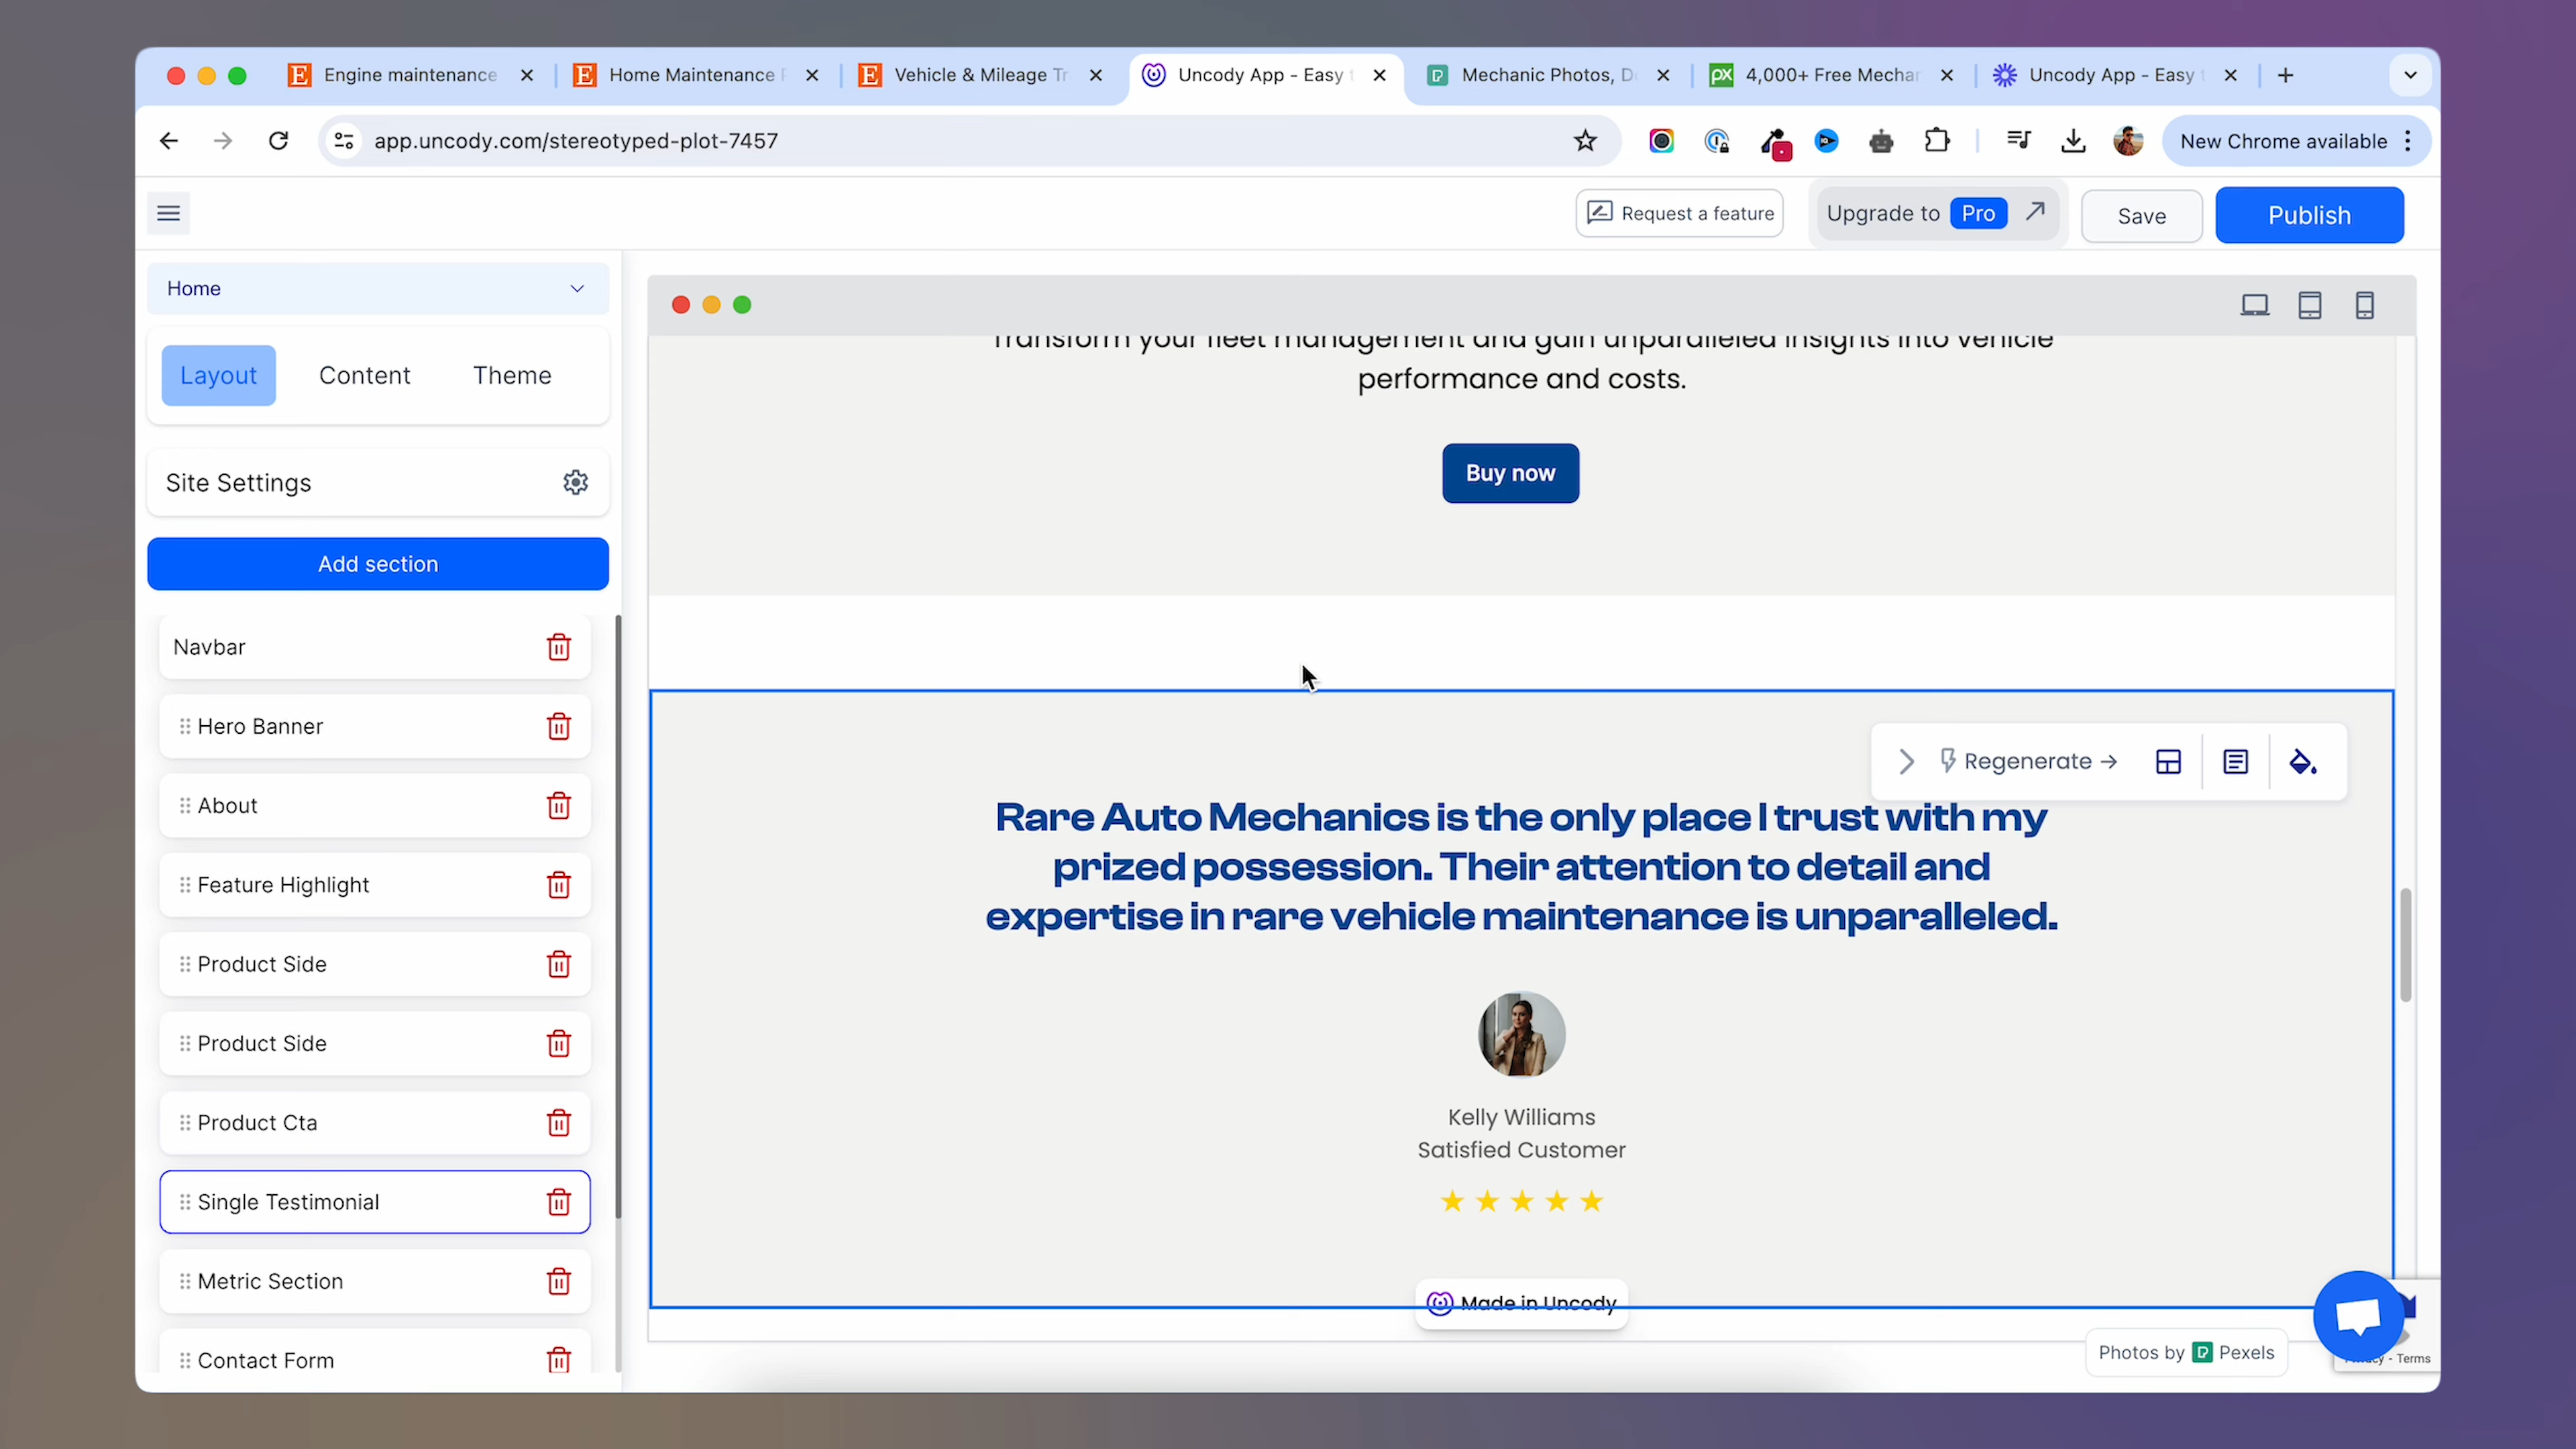 Engine maintenance
Home Maintenance
Vehicle & Mileage Tr
Uncody App - Easy t
Mechanic Photos, D
4,000+ Free Mechan
Uncody App - Easy t
app.uncody.com/stereotyped-plot-7457
New Chrome available
Request a feature
Upgrade to Pro
Save
Publish
Home
Layout
Content
Theme
Site Settings
Add section
Navbar
Hero Banner
About
Feature Highlight
Product Side
Product Side
Product Cta
Single Testimonial
Metric Section
Contact Form
Transform your fleet management and gain unparalleled insights into vehicle
performance and costs.
Buy now
Regenerate →
Rare Auto Mechanics is the only place I trust with my
prized possession. Their attention to detail and
expertise in rare vehicle maintenance is unparalleled.
Kelly Williams
Satisfied Customer
Made in Uncody
Photos by Pexels
- Terms